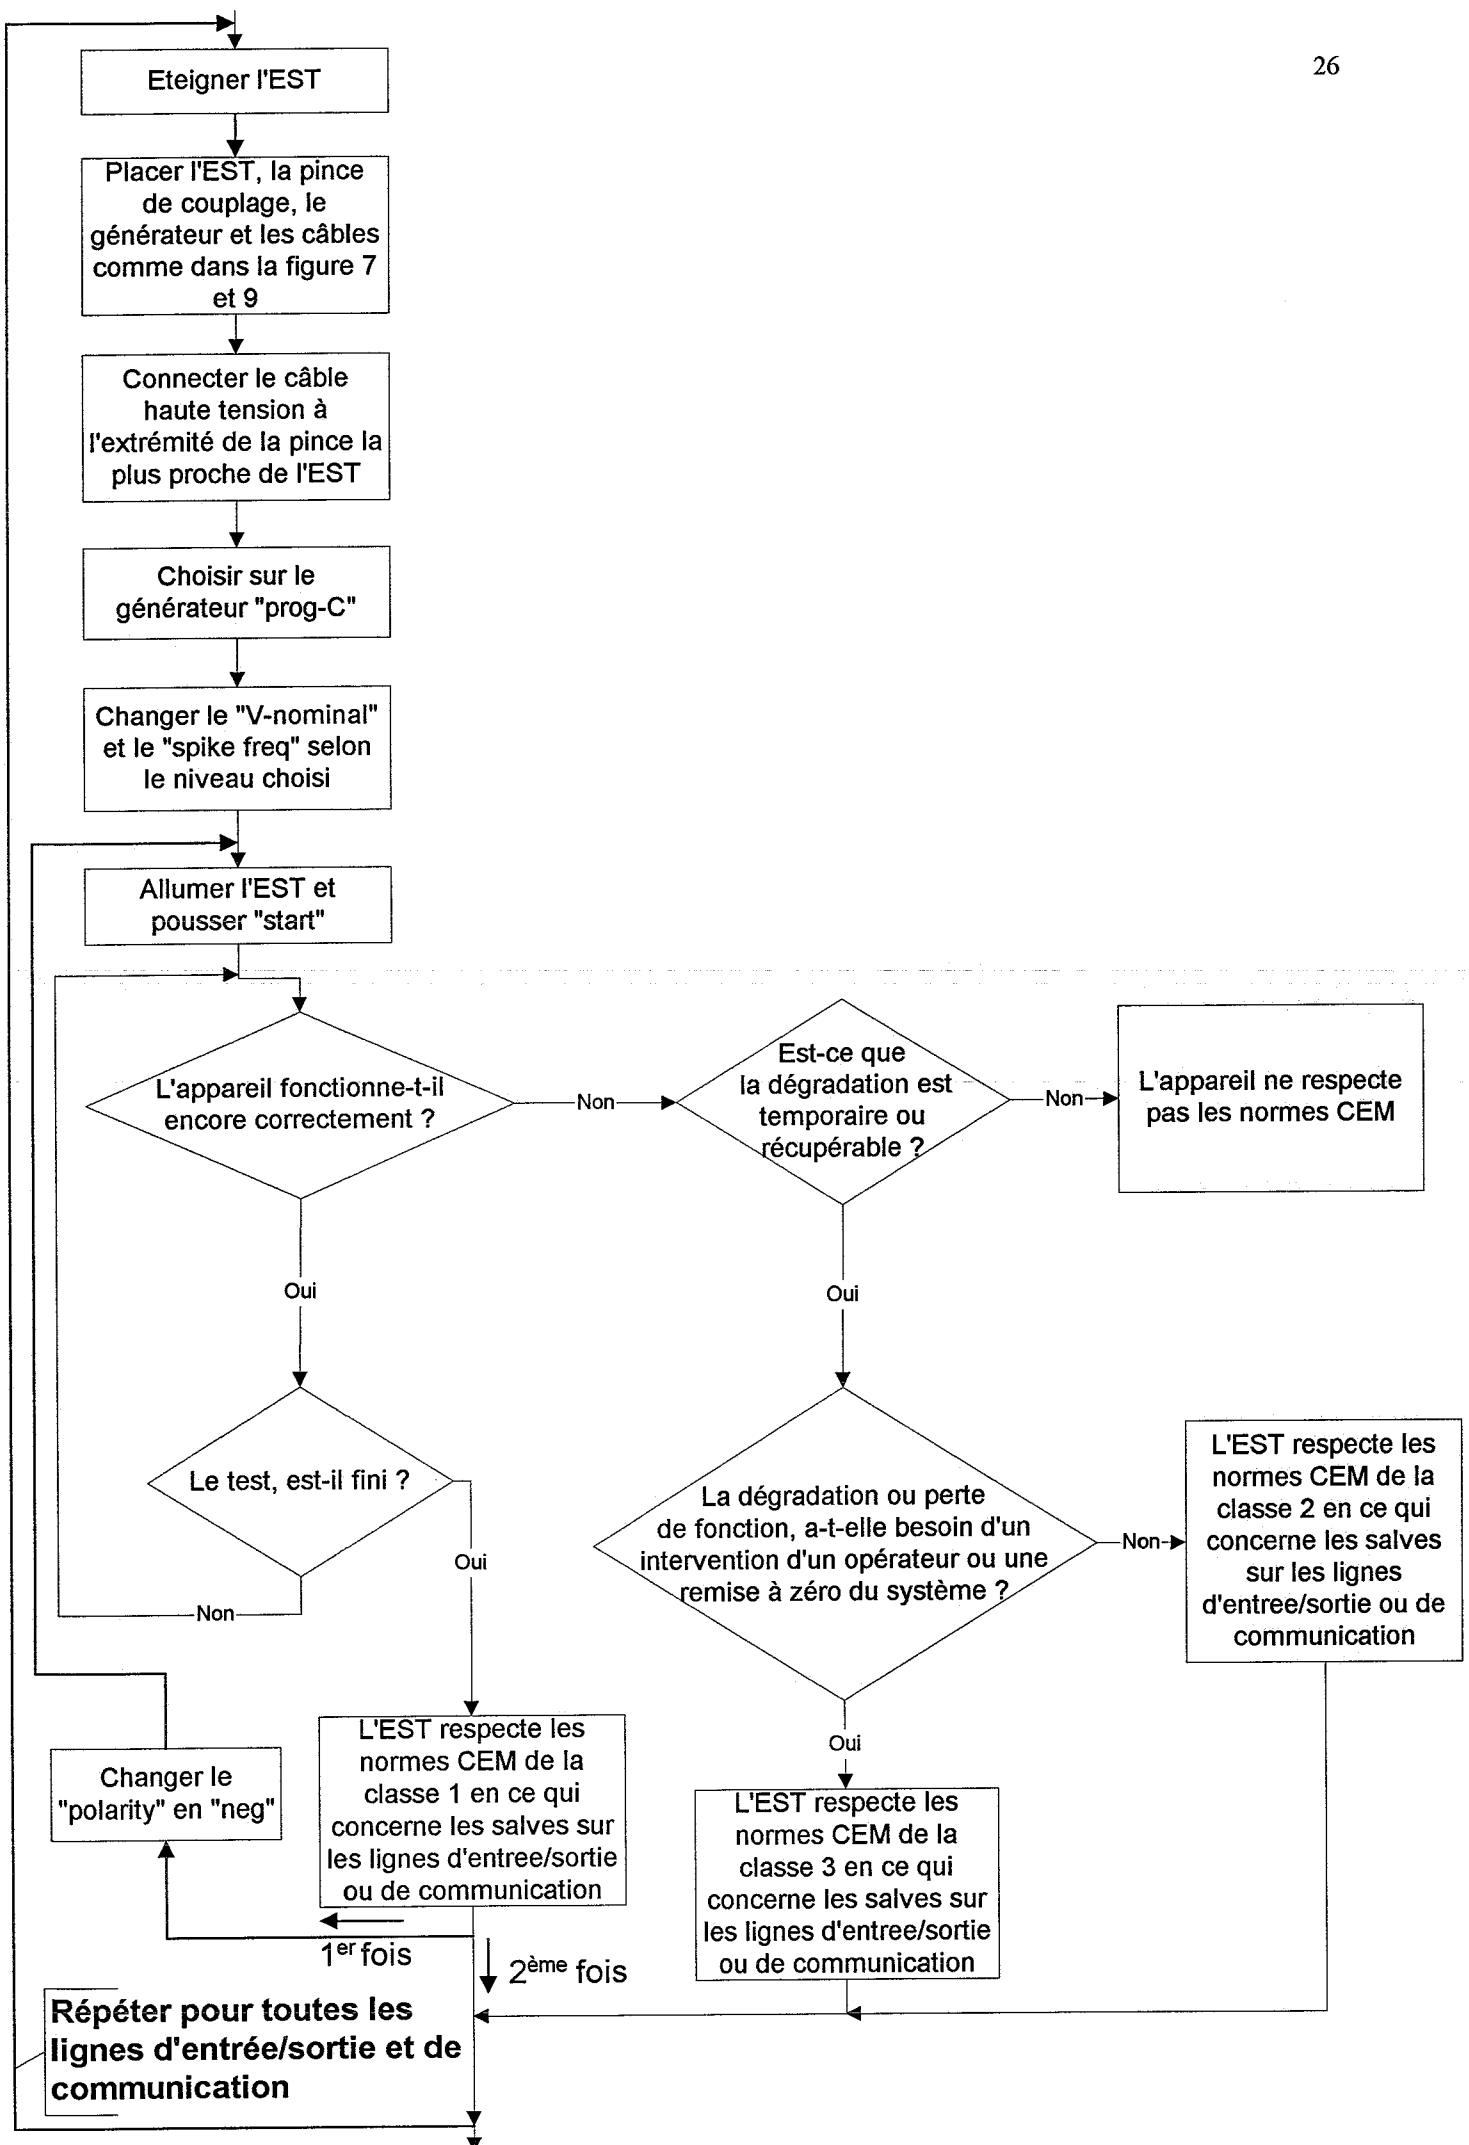 26
Eteigner l'EST
Placer l'EST, la pince
de couplage, le
générateur et les câbles
comme dans la figure 7
et 9
Connecter le câble
haute tension à
l'extrémité de la pince la
plus proche de l'EST
Choisir sur le
générateur "prog-C"
Changer le "V-nominal"
et le "spike freq" selon
le niveau choisi
Allumer l'EST et
pousser "start"
L'appareil fonctionne-t-il
encore correctement ?
Non
Est-ce que
la dégradation est
temporaire ou
récupérable ?
Non
L'appareil ne respecte
pas les normes CEM
Oui
Oui
Le test, est-il fini ?
Oui
Non
La dégradation ou perte
de fonction, a-t-elle besoin d'un
intervention d'un opérateur ou une
remise à zéro du système ?
Non
L'EST respecte les
normes CEM de la
classe 2 en ce qui
concerne les salves
sur les lignes
d'entree/sortie ou de
communication
Oui
Changer le
"polarity" en "neg"
L'EST respecte les
normes CEM de la
classe 1 en ce qui
concerne les salves sur
les lignes d'entree/sortie
ou de communication
L'EST respecte les
normes CEM de la
classe 3 en ce qui
concerne les salves sur
les lignes d'entree/sortie
ou de communication
1er fois
2ème fois
Répéter pour toutes les
lignes d'entrée/sortie et de
communication